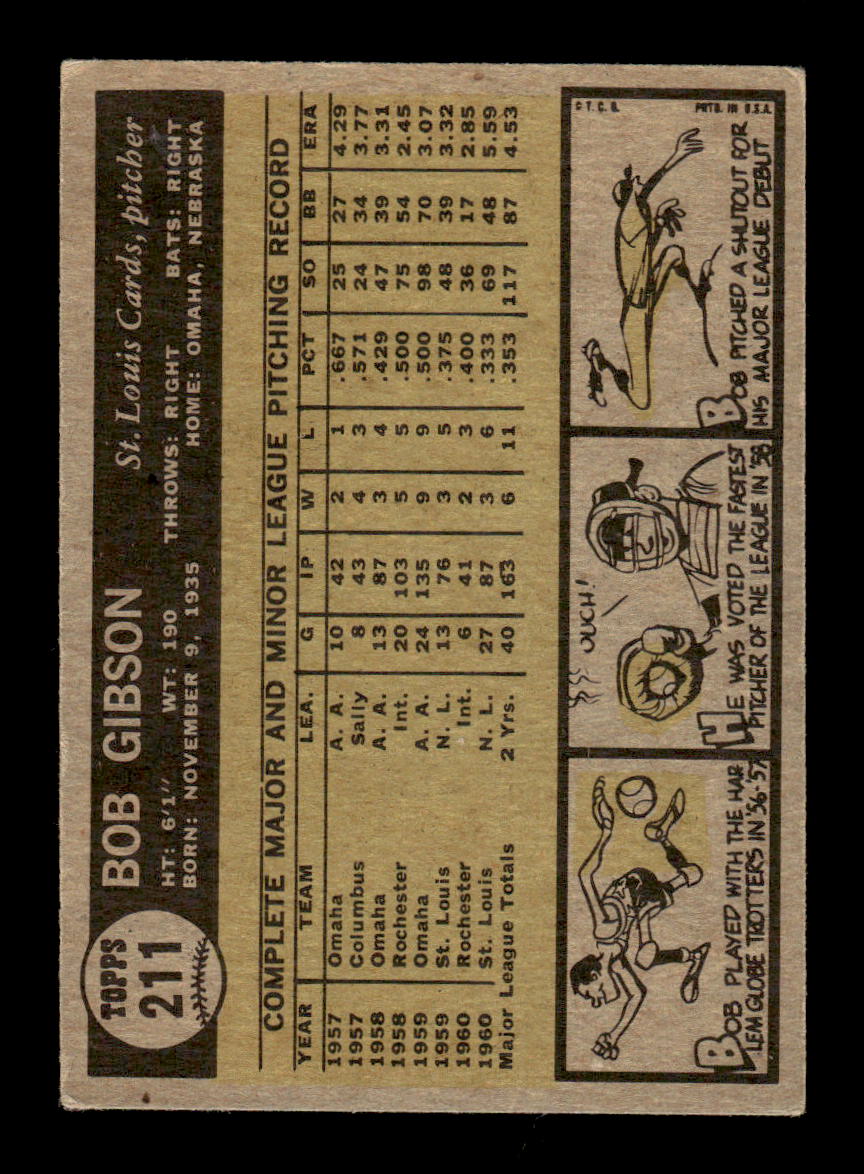 TOPPS
211
BOB GIBSON
St. Louis Cards, pitcher
HT: 6'1" WT: 190 THROWS: RIGHT BATS: RIGHT
BORN: NOVEMBER 9, 1935 HOME: OMAHA, NEBRASKA
COMPLETE MAJOR AND MINOR LEAGUE PITCHING RECORD
YEAR TEAM LEA. G IP W L PCT SO BB ERA
1957 Omaha A. A. 10 42 2 1 .667 25 27 4.29
1957 Columbus Sally 8 43 4 3 .571 24 34 3.77
1958 Omaha A. A. 13 87 3 4 .429 47 39 3.31
1958 Rochester Int. 20 103 5 5 .500 75 54 2.45
1959 Omaha A. A. 24 135 9 9 .500 98 70 3.07
1959 St. Louis N. L. 13 76 3 5 .375 48 39 3.32
1960 Rochester Int. 6 41 2 3 .400 36 17 2.85
1960 St. Louis N. L. 27 87 3 6 .333 69 48 5.59
Major League Totals 2 Yrs. 40 163 6 11 .353 117 87 4.53
BOB PLAYED WITH THE HAR
LEM GLOBE TROTTERS IN '56-'57
OUCH!
HE WAS VOTED THE FASTEST
PITCHER OF THE LEAGUE IN '58
© T. C. G. PRTD. IN U.S.A.
BOB PITCHED A SHUTOUT FOR
HIS MAJOR LEAGUE DEBUT